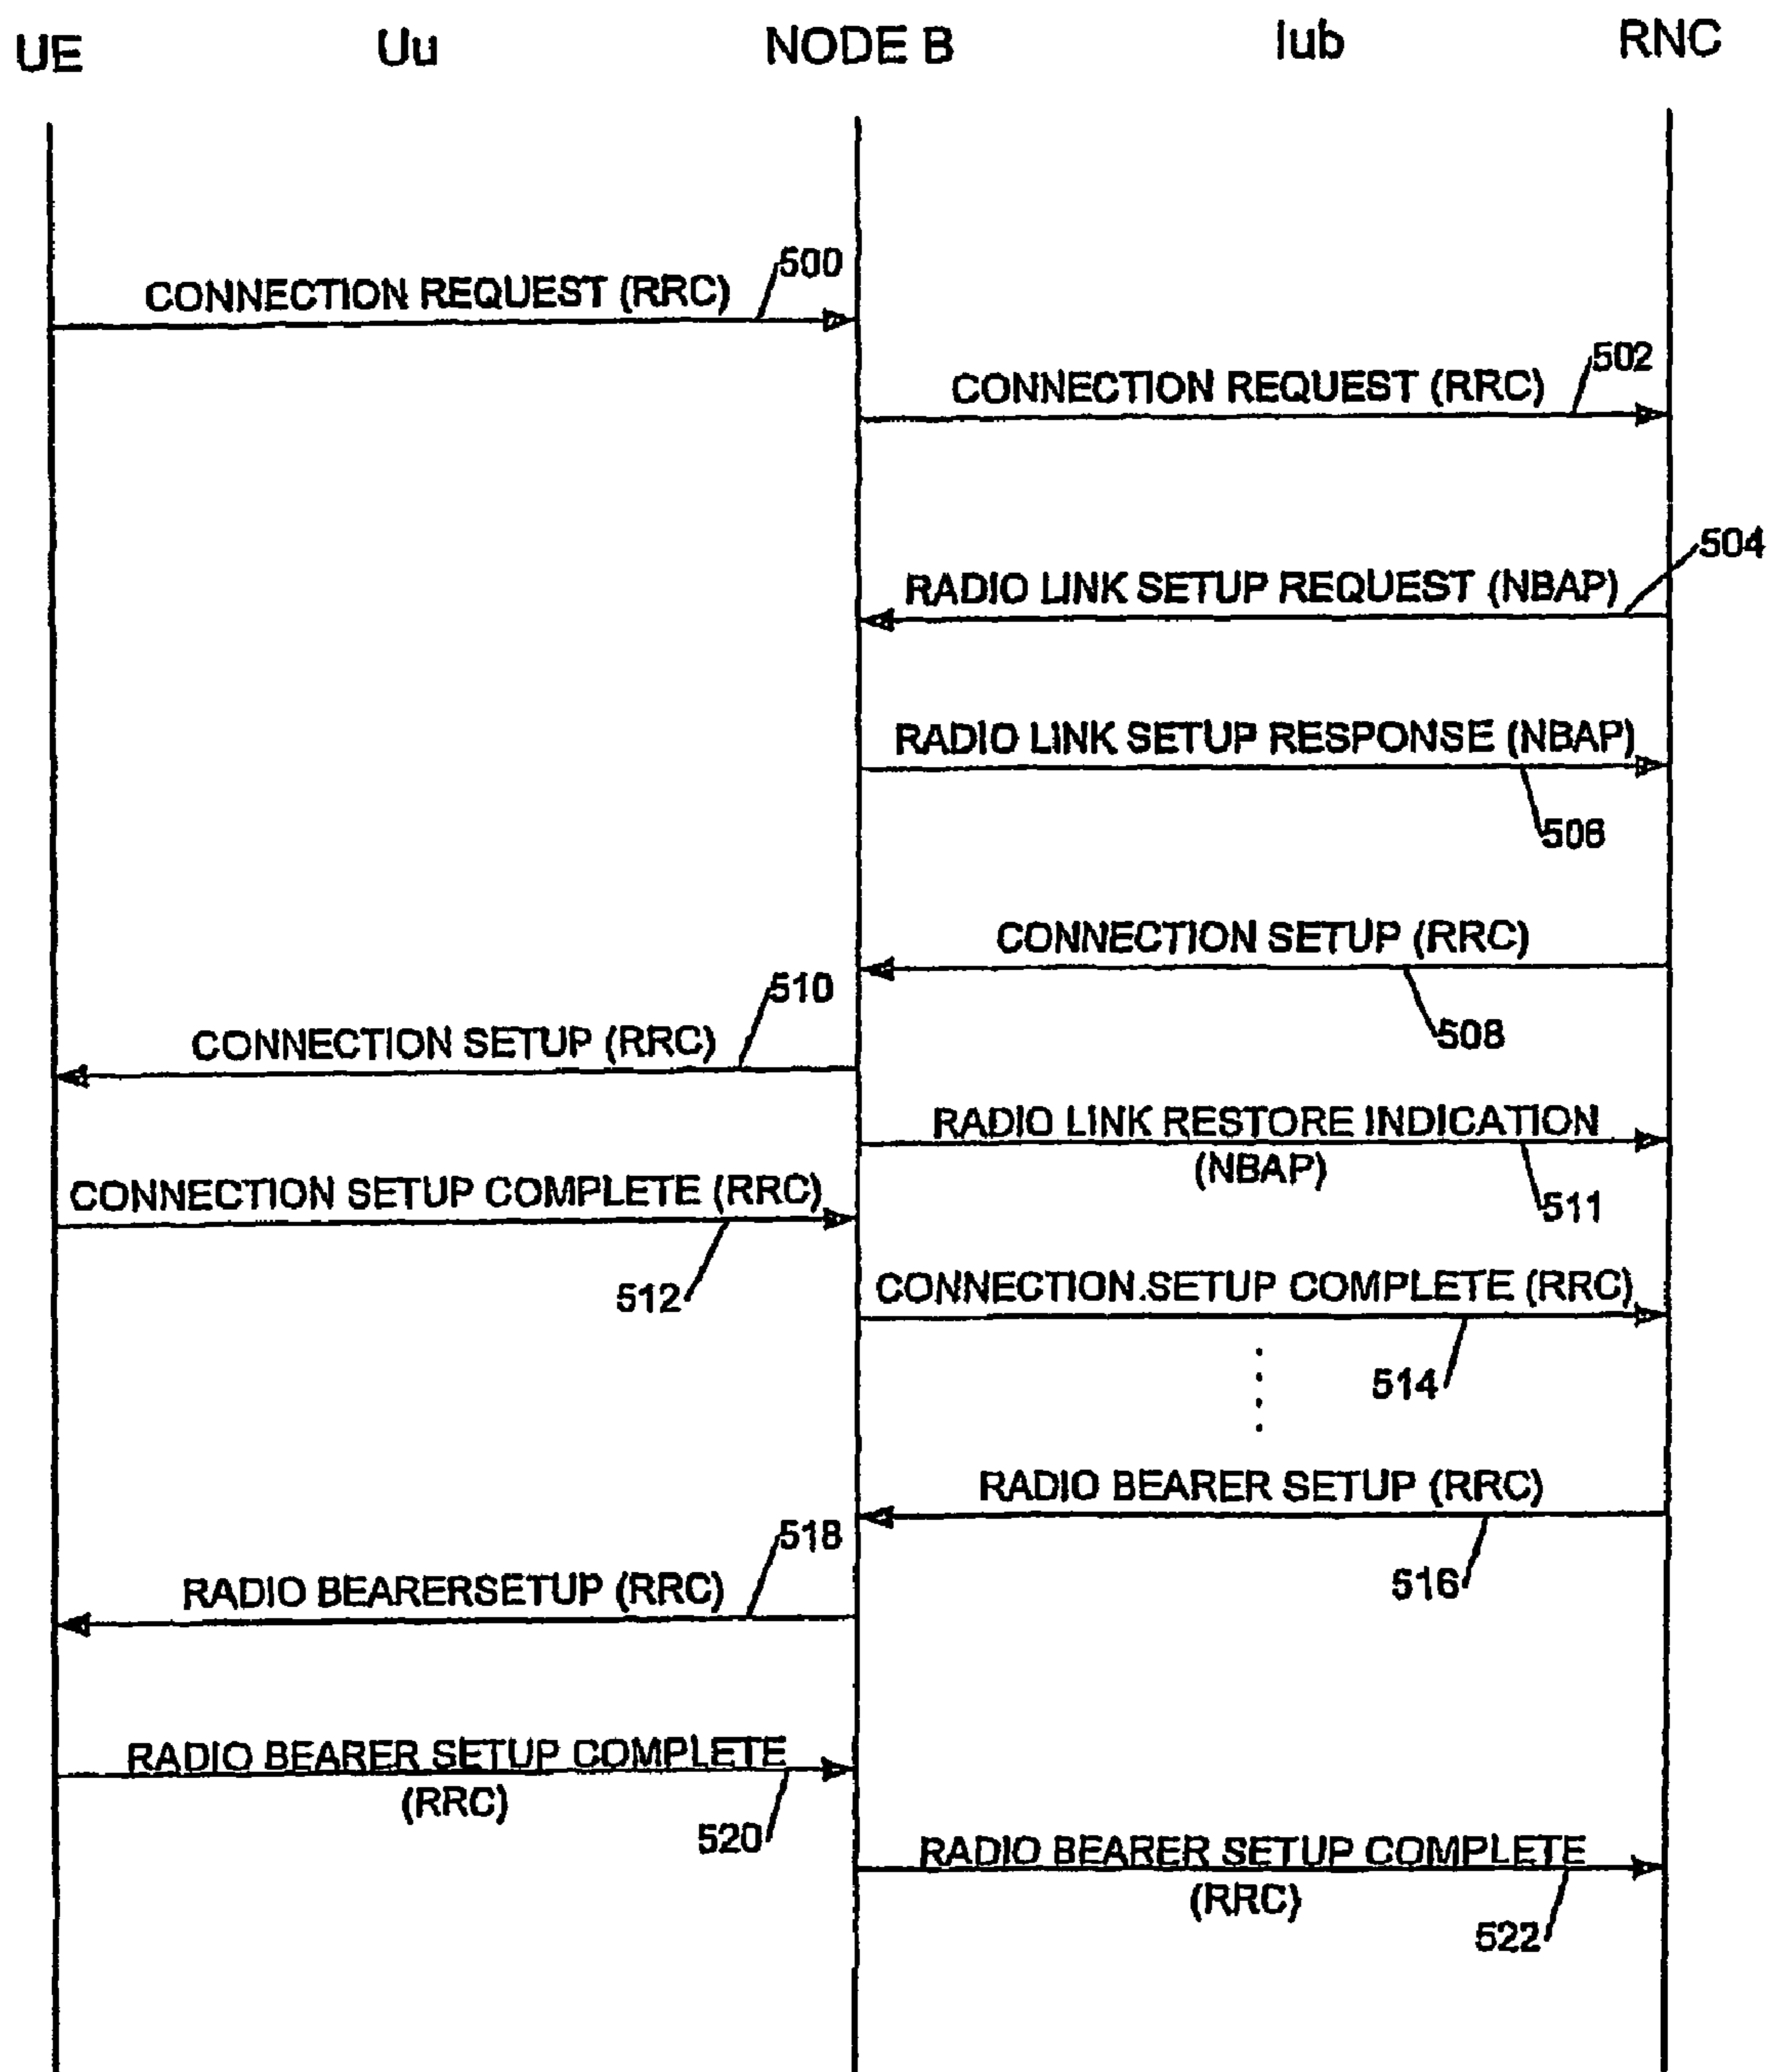 UE Uu NODE B Iub RNC
500
CONNECTION REQUEST (RRC)
502
CONNECTION REQUEST (RRC)
504
RADIO LINK SETUP REQUEST (NBAP)
RADIO LINK SETUP RESPONSE (NBAP)
506
CONNECTION SETUP (RRC)
508
510
CONNECTION SETUP (RRC)
RADIO LINK RESTORE INDICATION
(NBAP)
511
CONNECTION SETUP COMPLETE (RRC)
512
CONNECTION.SETUP COMPLETE (RRC)
514
RADIO BEARER SETUP (RRC)
516
518
RADIO BEARERSETUP (RRC)
RADIO BEARER SETUP COMPLETE
(RRC)
520
RADIO BEARER SETUP COMPLETE
(RRC)
522